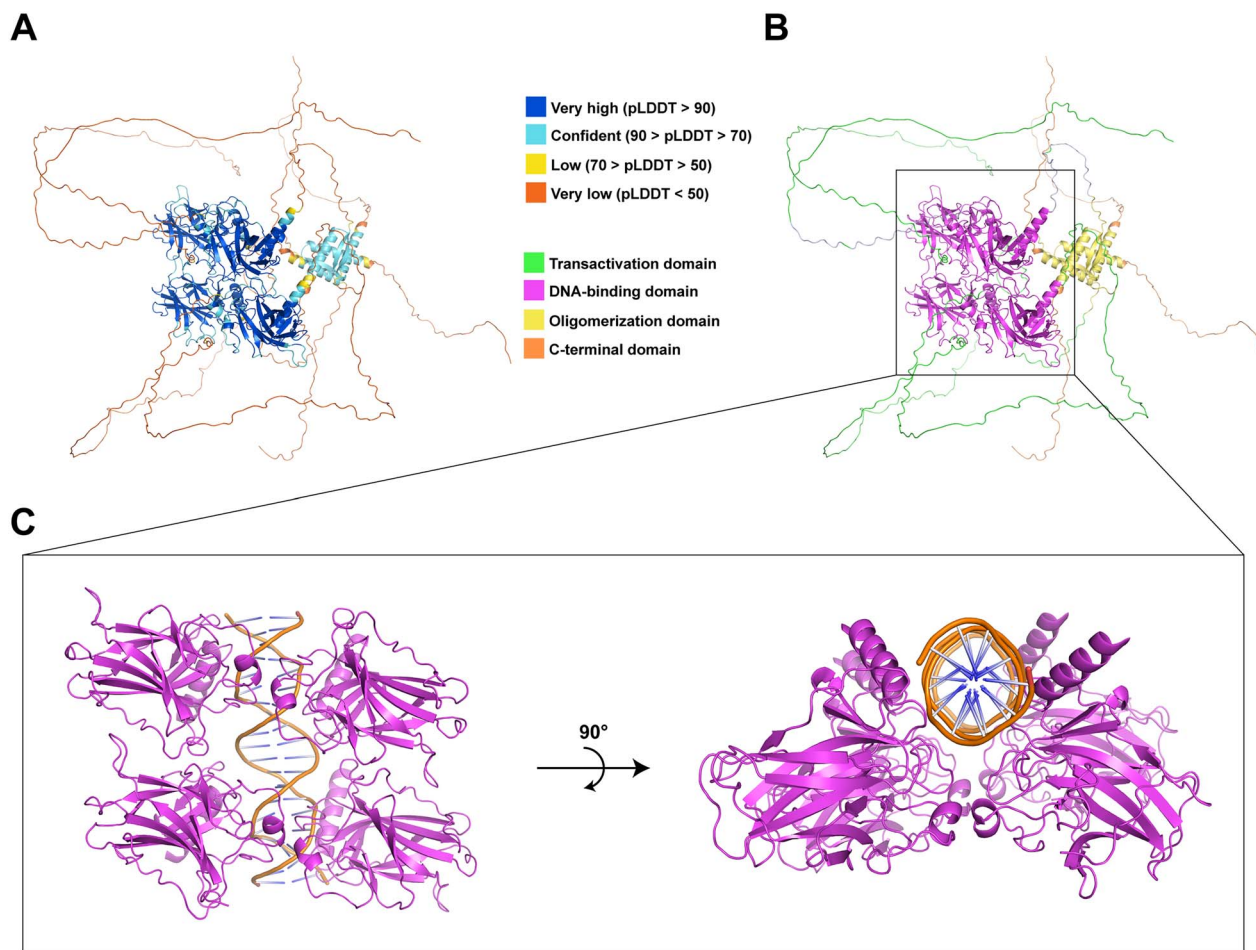 A
B
Very high (pLDDT > 90)
Confident (90 > pLDDT > 70)
Low (70 > pLDDT > 50)
Very low (pLDDT < 50)
Transactivation domain
DNA-binding domain
Oligomerization domain
C-terminal domain
C
90°